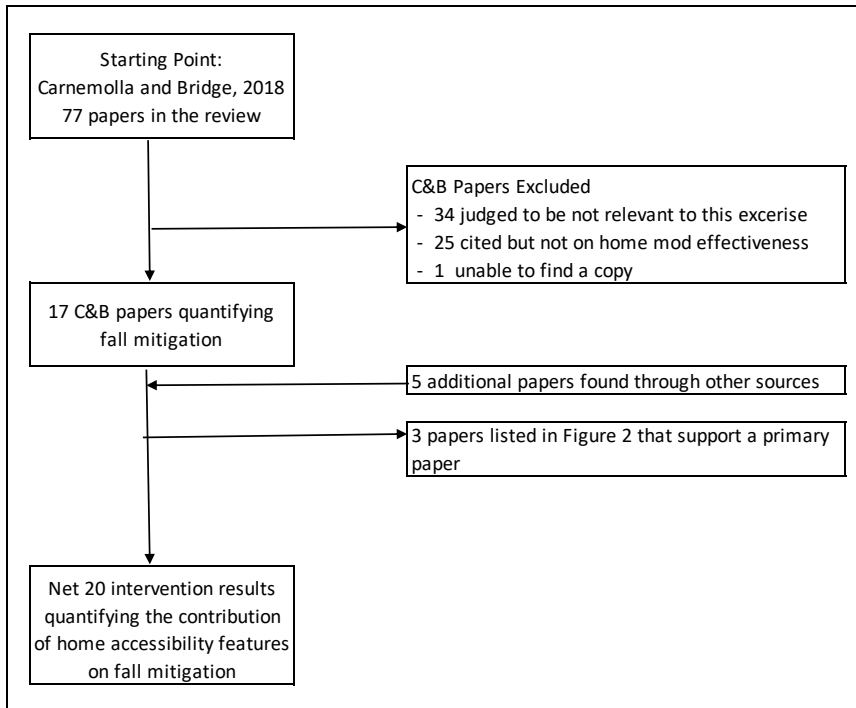 Starting Point:
Carnemolla and Bridge, 2018
77 papers in the review
C&B Papers Excluded
- 34 judged to be not relevant to this excerise
- 25 cited but not on home mod effectiveness
- 1 unable to find a copy
17 C&B papers quantifying
fall mitigation
5 additional papers found through other sources
3 papers listed in Figure 2 that support a primary
paper
Net 20 intervention results
quantifying the contribution
of home accessibility features
on fall mitigation